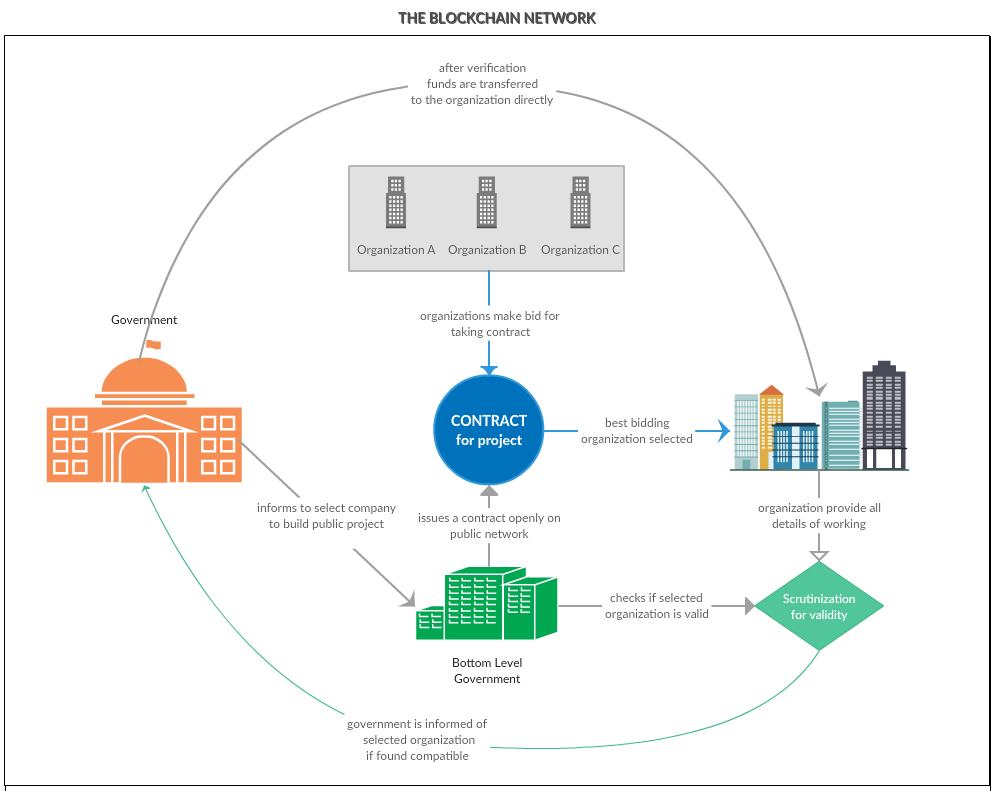 THE BLOCKCHAIN NETWORK
after verification
funds are transferred
to the organization directly
Organization A
Organization B
Organization C
organizations make bid for
taking contract
Government
CONTRACT
for project
best bidding
organization selected
informs to select company
to build public project
issues a contract openly on
public network
organization provide all
details of working
checks if selected
organization is valid
Scrutinization
for validity
Bottom Level
Government
government is informed of
selected organization
if found compatible